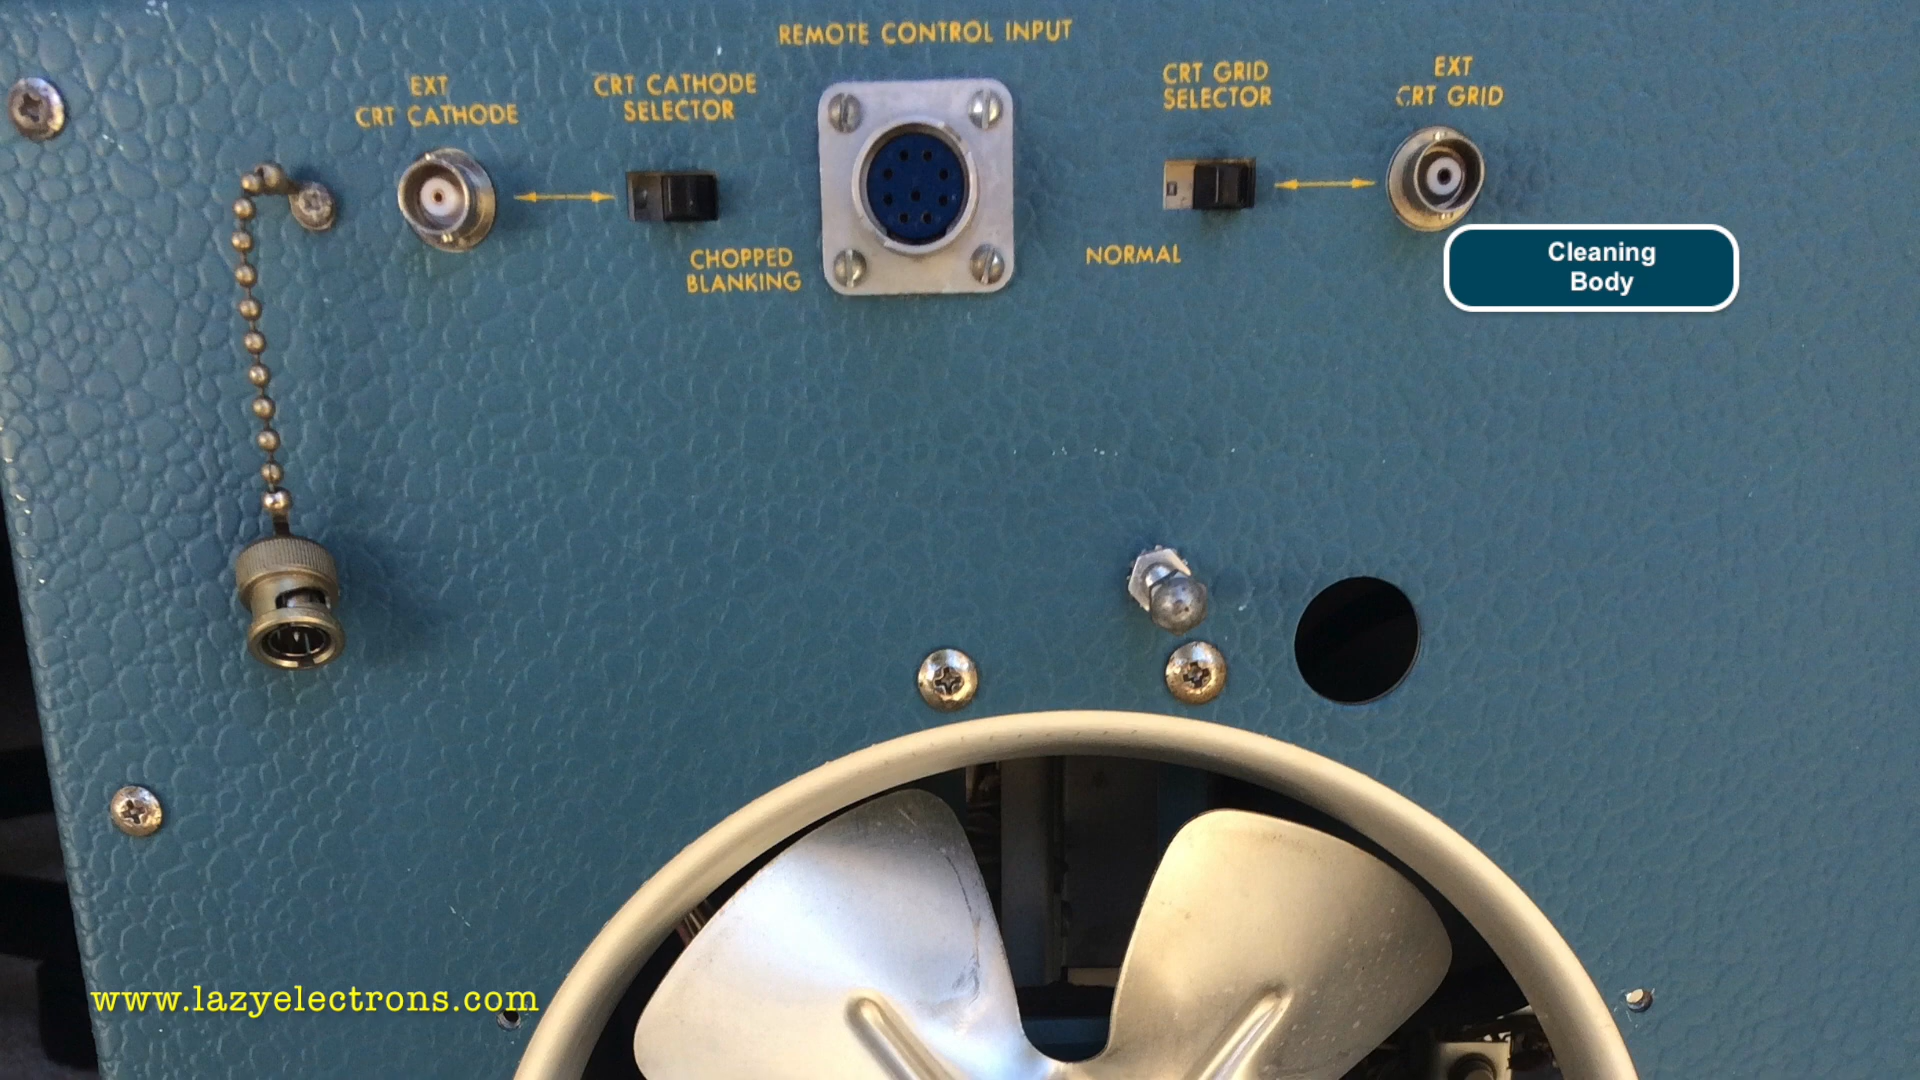 REMOTE CONTROL INPUT
EXT
CRT CATHODE
CRT CATHODE
SELECTOR
CRT GRID
SELECTOR
EXT
CRT GRID
CHOPPED
BLANKING
NORMAL
Cleaning
Body
www.lazyelectrons.com